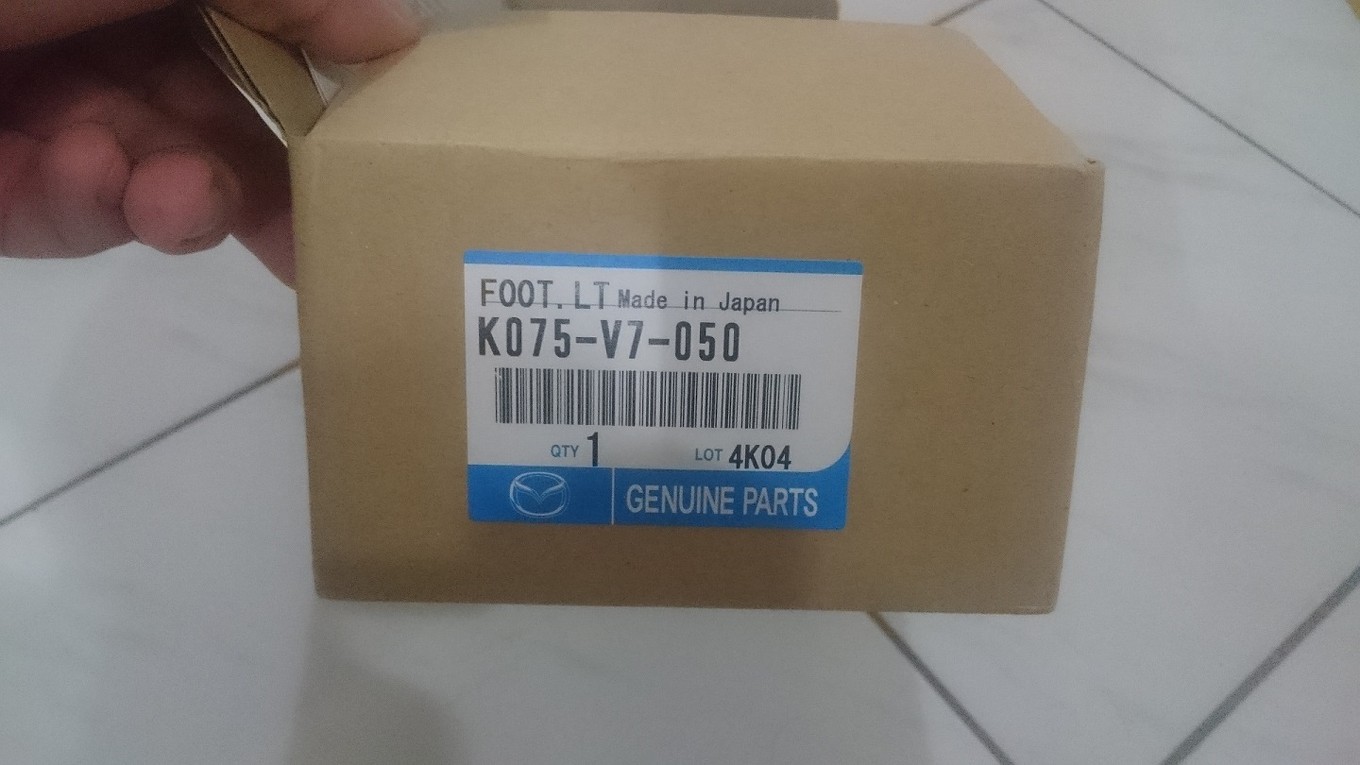 FOOT. LT Made in Japan
K075-V7-050
QTY 1 LOT 4K04
GENUINE PARTS